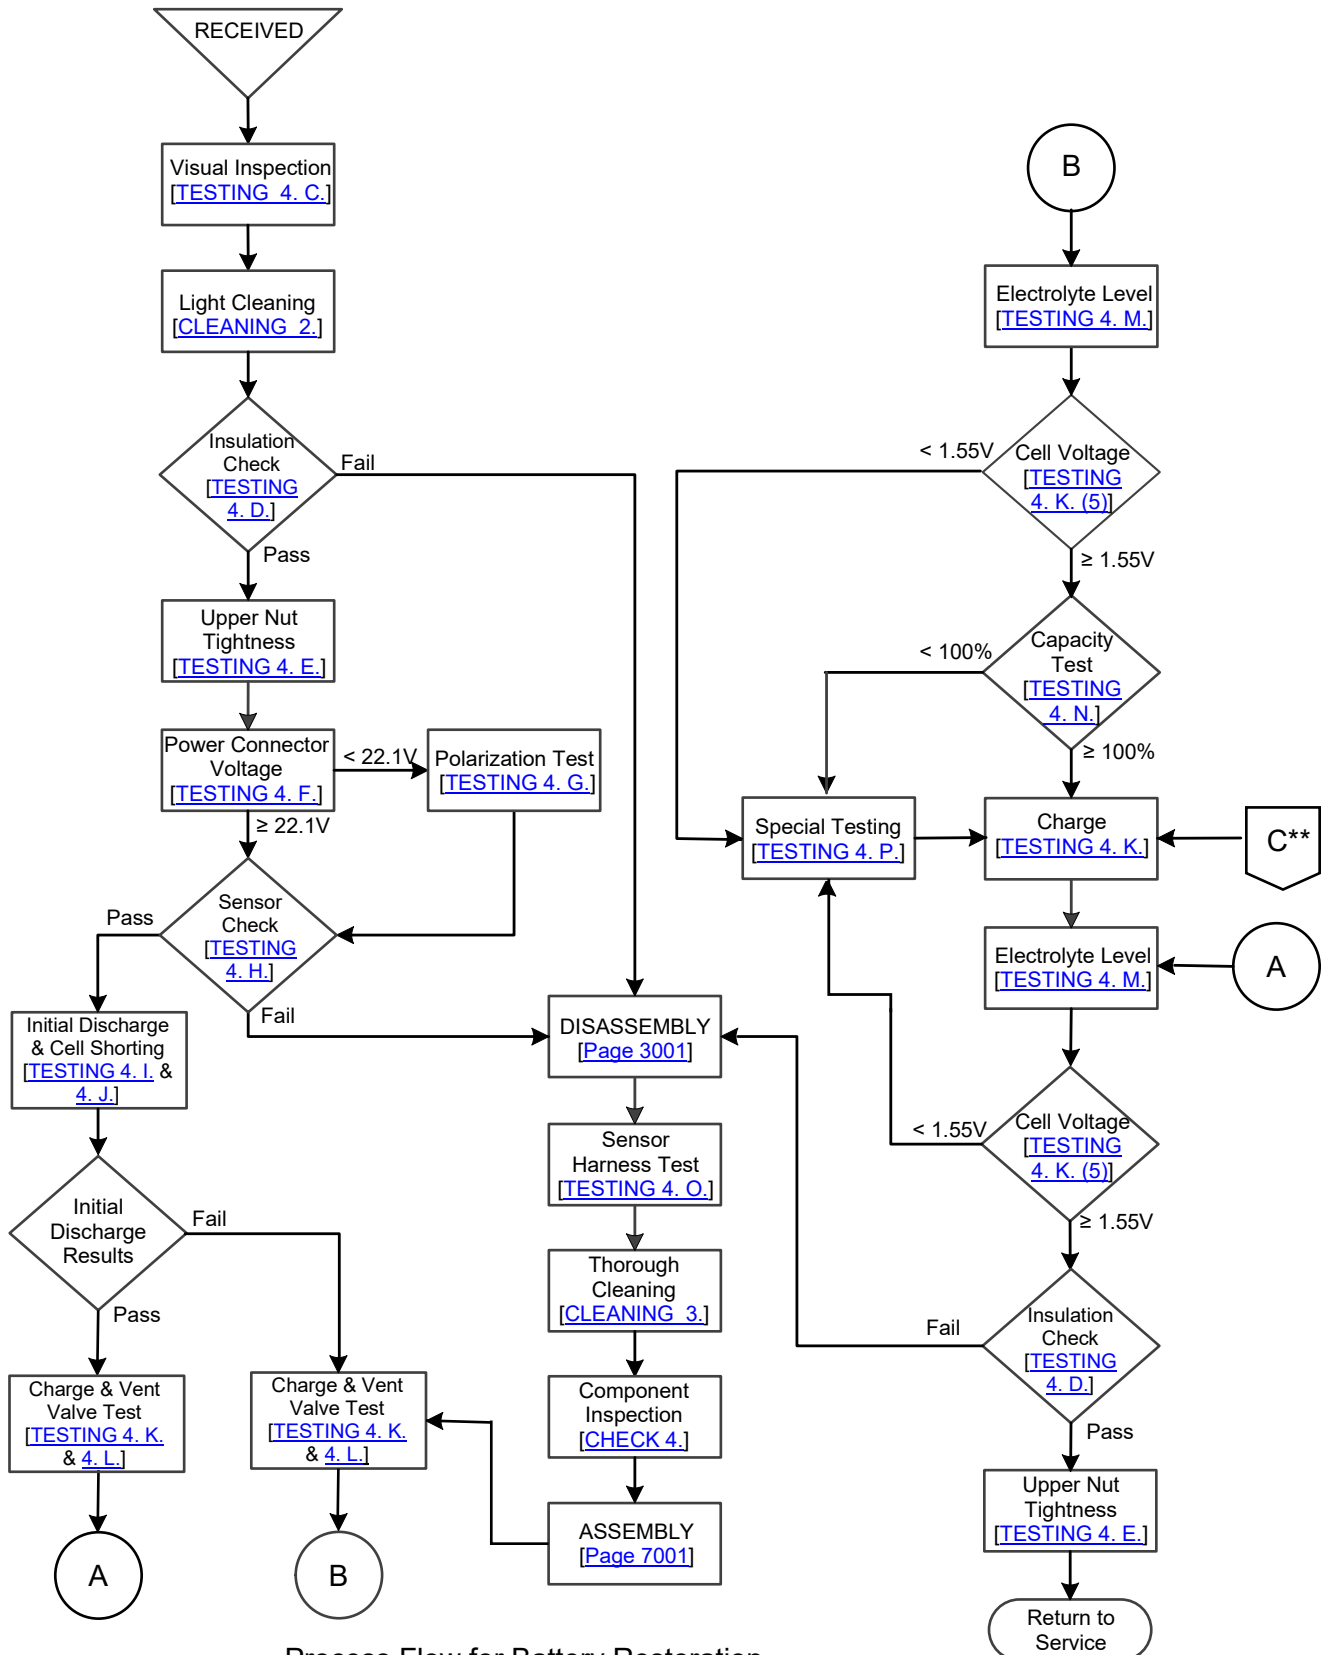 RECEIVED
Visual Inspection
[TESTING 4. C.]
Light Cleaning
[CLEANING 2.]
Insulation
Check
[TESTING
4. D.]
Fail
Pass
Upper Nut
Tightness
[TESTING 4. E.]
Power Connector
Voltage
[TESTING 4. F.]
< 22.1V
Polarization Test
[TESTING 4. G.]
≥ 22.1V
Sensor
Check
[TESTING
4. H.]
Pass
Fail
Initial Discharge
& Cell Shorting
[TESTING 4. I. &
4. J.]
Initial
Discharge
Results
Fail
Pass
Charge & Vent
Valve Test
[TESTING 4. K.
& 4. L.]
A
Charge & Vent
Valve Test
[TESTING 4. K.
& 4. L.]
B
DISASSEMBLY
[Page 3001]
Sensor
Harness Test
[TESTING 4. O.]
Thorough
Cleaning
[CLEANING 3.]
Component
Inspection
[CHECK 4.]
ASSEMBLY
[Page 7001]
B
Electrolyte Level
[TESTING 4. M.]
< 1.55V
Cell Voltage
[TESTING
4. K. (5)]
≥ 1.55V
< 100%
Capacity
Test
[TESTING
4. N.]
≥ 100%
Special Testing
[TESTING 4. P.]
Charge
[TESTING 4. K.]
C**
Electrolyte Level
[TESTING 4. M.]
A
< 1.55V
Cell Voltage
[TESTING
4. K. (5)]
≥ 1.55V
Fail
Insulation
Check
[TESTING
4. D.]
Pass
Upper Nut
Tightness
[TESTING 4. E.]
Return to
Service
Process Flow for Battery Restoration